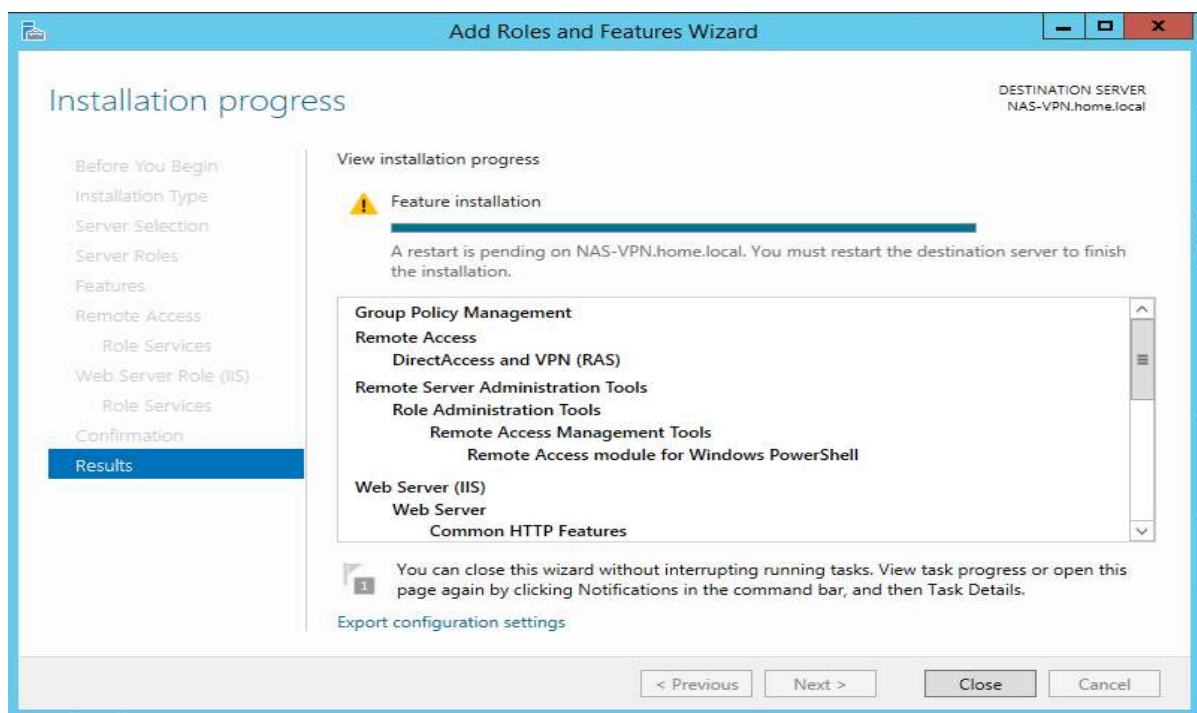 Add Roles and Features Wizard
Installation progress
DESTINATION SERVER
NAS-VPN.home.local
Before You Begin
Installation Type
Server Selection
Server Roles
Features
Remote Access
Role Services
Web Server Role (IIS)
Role Services
Confirmation
Results
View installation progress
Feature installation
A restart is pending on NAS-VPN.home.local. You must restart the destination server to finish
the installation.
Group Policy Management
Remote Access
DirectAccess and VPN (RAS)
Remote Server Administration Tools
Role Administration Tools
Remote Access Management Tools
Remote Access module for Windows PowerShell
Web Server (IIS)
Web Server
Common HTTP Features
1
You can close this wizard without interrupting running tasks. View task progress or open this
page again by clicking Notifications in the command bar, and then Task Details.
Export configuration settings
< Previous
Next >
Close
Cancel